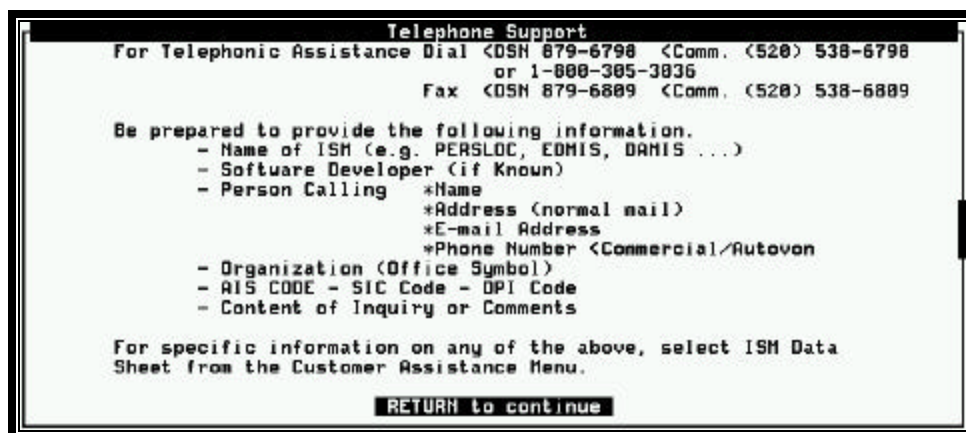 Telephone Support
For Telephonic Assistance Dial <DSN 879-6798 <Comm. (520) 538-6798
or 1-800-305-3036
Fax <DSN 879-6809 <Comm. (520) 538-6809
Be prepared to provide the following information.
- Name of ISM (e.g. PERSLOC, EDMIS, DAMIS ...)
- Software Developer (if Known)
- Person Calling *Name
*Address (normal mail)
*E-mail Address
*Phone Number <Commercial/Autovon
- Organization (Office Symbol)
- AIS CODE - SIC Code - DPI Code
- Content of Inquiry or Comments
For specific information on any of the above, select ISM Data
Sheet from the Customer Assistance Menu.
RETURN to continue